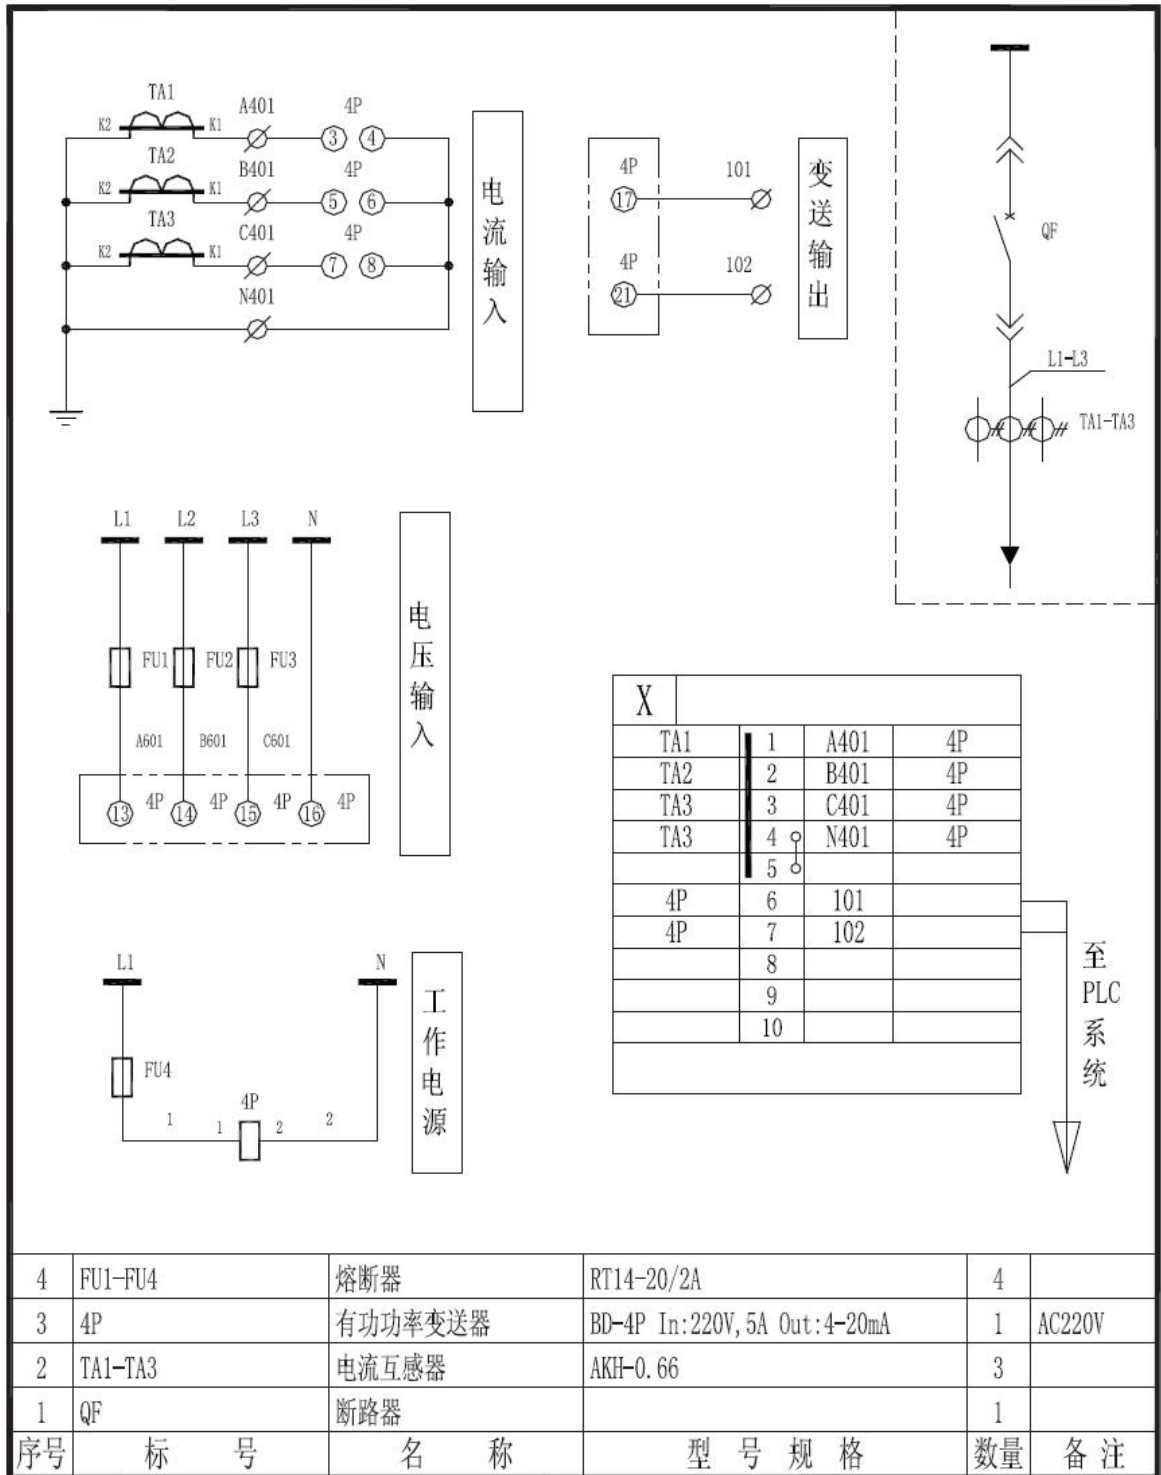 TA1
A401
4P
K2
K1
3
4
TA2
B401
4P
K2
K1
5
6
TA3
C401
4P
K2
K1
7
8
N401
电流输入
4P
101
17
4P
102
21
变送输出
QF
L1-L3
TA1-TA3
L1 L2 L3 N
FU1 FU2 FU3
A601 B601 C601
13 4P 14 4P 15 4P 16 4P
电压输入
X
TA1 1 A401 4P
TA2 2 B401 4P
TA3 3 C401 4P
TA3 4 N401 4P
5
4P 6 101
4P 7 102
8
9
10
至
PLC
系
统
L1 N
FU4
4P
1 1 2 2
工作电源
4 FU1-FU4 熔断器 RT14-20/2A 4
3 4P 有功功率变送器 BD-4P In:220V,5A Out:4-20mA 1 AC220V
2 TA1-TA3 电流互感器 AKH-0.66 3
1 QF 断路器 1
序号 标 号 名 称 型 号 规 格 数量 备 注